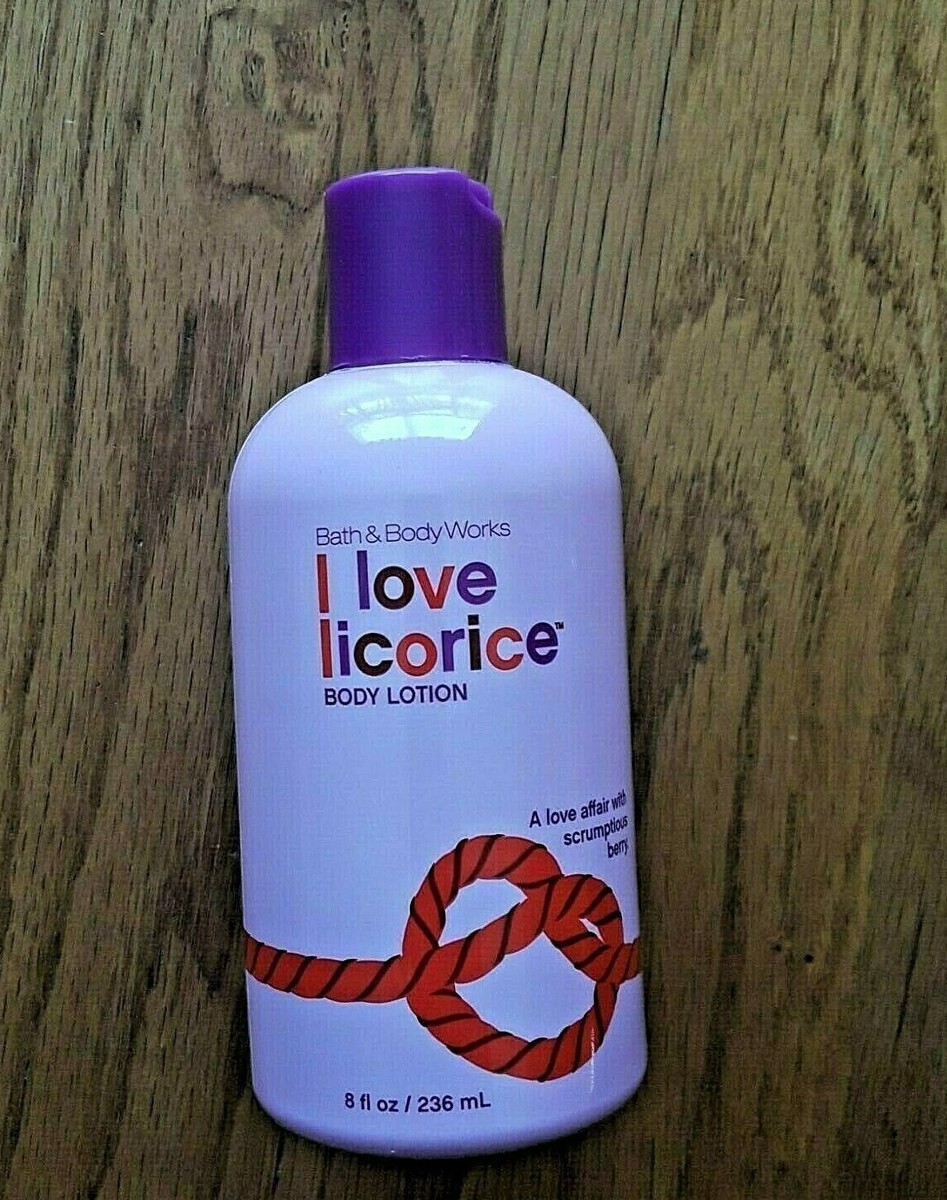 Bath & Body Works
I love
licorice™
BODY LOTION
A love affair with
scrumptious
berry.
8 fl oz / 236 mL